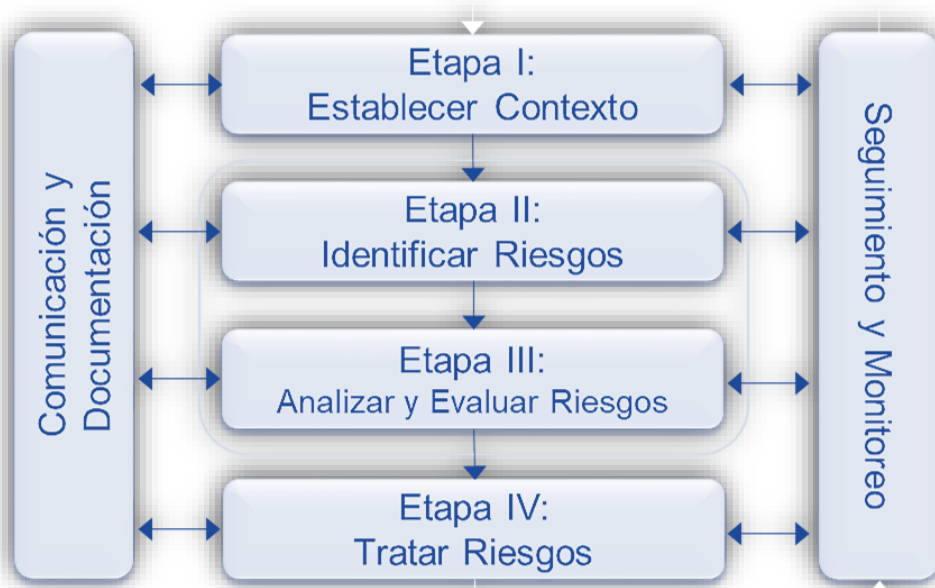 Comunicación y
Documentación
Etapa I:
Establecer Contexto
Etapa II:
Identificar Riesgos
Etapa III:
Analizar y Evaluar Riesgos
Etapa IV:
Tratar Riesgos
Seguimiento y Monitoreo